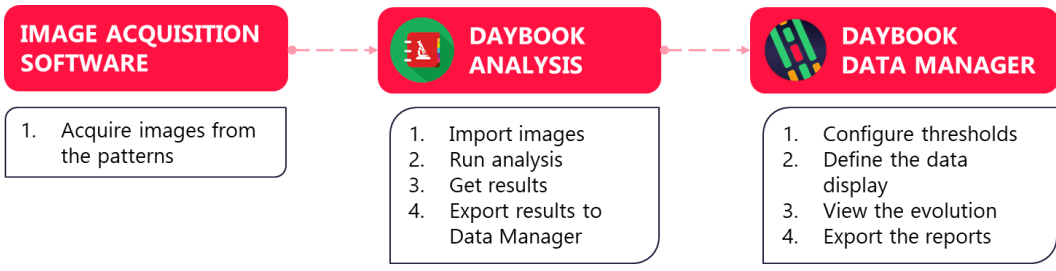 IMAGE ACQUISITION
SOFTWARE
1. Acquire images from
the patterns
DAYBOOK
ANALYSIS
1. Import images
2. Run analysis
3. Get results
4. Export results to
Data Manager
DAYBOOK
DATA MANAGER
1. Configure thresholds
2. Define the data
display
3. View the evolution
4. Export the reports